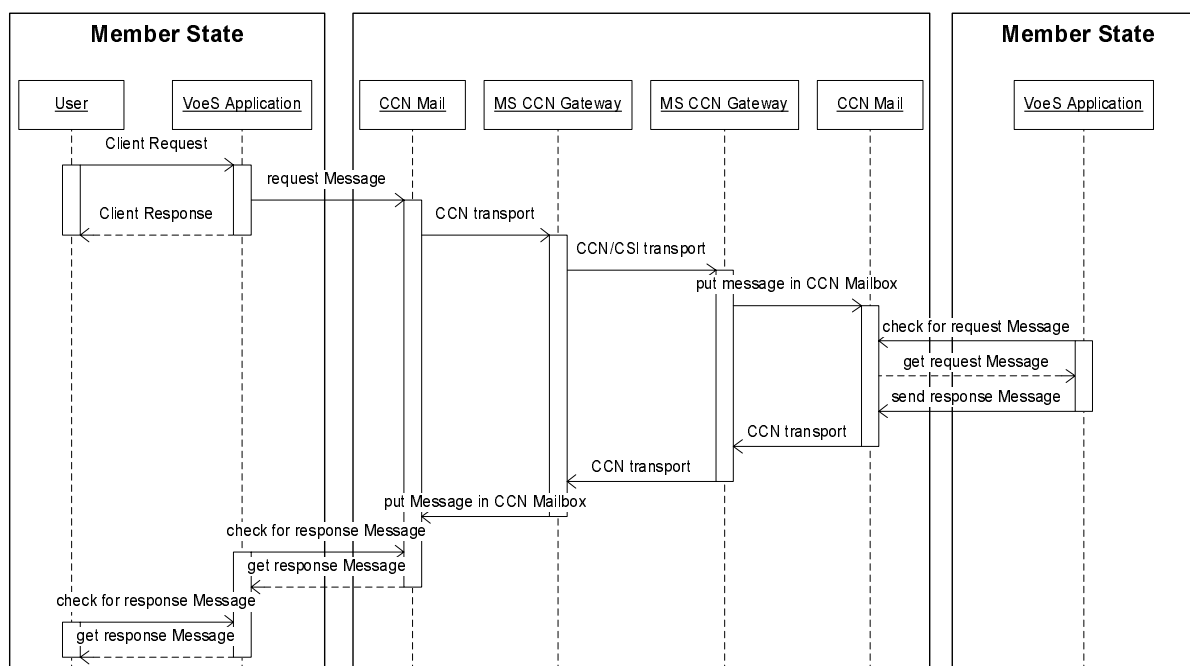 Member State
Member State
User
VoeS Application
CCN Mail
MS CCN Gateway
MS CCN Gateway
CCN Mail
VoeS Application
Client Request
request Message
Client Response
CCN transport
CCN/CSI transport
put message in CCN Mailbox
check for request Message
get request Message
send response Message
CCN transport
CCN transport
put Message in CCN Mailbox
check for response Message
get response Message
check for response Message
get response Message